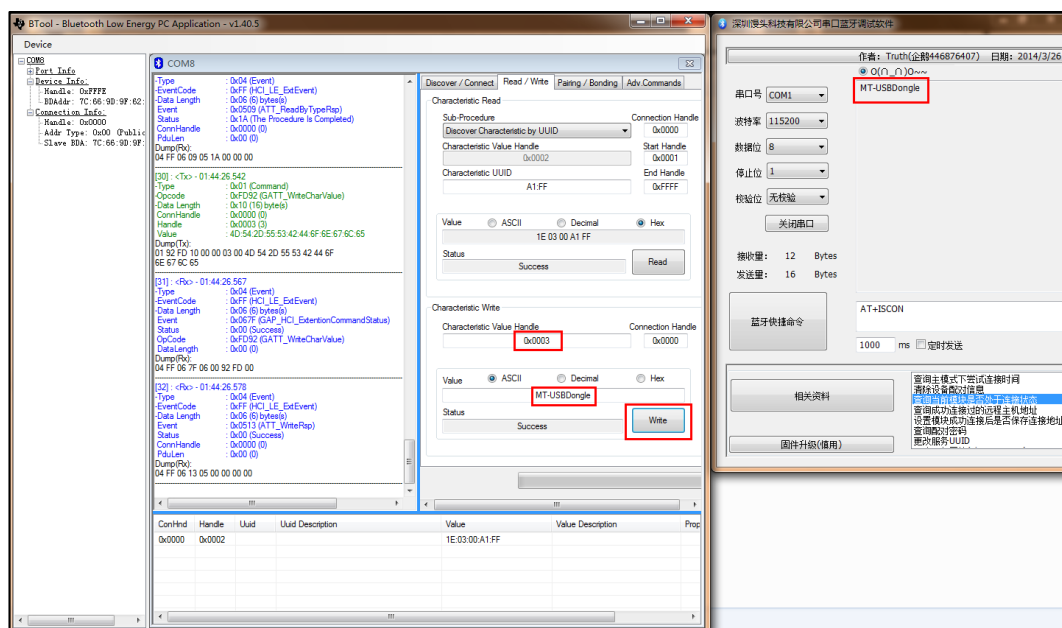 BTool - Bluetooth Low Energy PC Application - v1.40.5
Device
COM8
Port Info
Device Info:
Handle: 0xFFFE
BDAddr: 7C:66:9D:9F:62:
Connection Info:
Handle: 0x0000
Addr Type: 0x00 (Public
Slave BDA: 7C:66:9D:9F:
COM8
-Type : 0x04 (Event)
-EventCode : 0xFF (HCI_LE_ExtEvent)
-Data Length : 0x06 (6) bytes(s)
Event : 0x0509 (ATT_ReadByTypeRsp)
Status : 0x1A (The Procedure Is Completed)
ConnHandle : 0x0000 (0)
PduLen : 0x00 (0)
Dump(Rx):
04 FF 06 09 05 1A 00 00 00
[30] : <Tx> - 01:44:26.542
-Type : 0x01 (Command)
-Opcode : 0xFD92 (GATT_WriteCharValue)
-Data Length : 0x10 (16) byte(s)
ConnHandle : 0x0000 (0)
Handle : 0x0003 (3)
Value : 4D:54:2D:55:53:42:44:6F:6E:67:6C:65
Dump(Tx):
01 92 FD 10 00 00 03 00 4D 54 2D 55 53 42 44 6F
6E 67 6C 65
[31] : <Rx> - 01:44:26.567
-Type : 0x04 (Event)
-EventCode : 0xFF (HCI_LE_ExtEvent)
-Data Length : 0x06 (6) bytes(s)
Event : 0x067F (GAP_HCI_ExtentionCommandStatus)
Status : 0x00 (Success)
OpCode : 0xFD92 (GATT_WriteCharValue)
DataLength : 0x00 (0)
Dump(Rx):
04 FF 06 7F 06 00 92 FD 00
[32] : <Rx> - 01:44:26.578
-Type : 0x04 (Event)
-EventCode : 0xFF (HCI_LE_ExtEvent)
-Data Length : 0x06 (6) bytes(s)
Event : 0x0513 (ATT_WriteRsp)
Status : 0x00 (Success)
ConnHandle : 0x0000 (0)
PduLen : 0x00 (0)
Dump(Rx):
04 FF 06 13 05 00 00 00 00
Discover / Connect Read / Write Pairing / Bonding Adv.Commands
Characteristic Read
Sub-Procedure Connection Handle
Discover Characteristic by UUID 0x0000
Characteristic Value Handle Start Handle
0x0002 0x0001
Characteristic UUID End Handle
A1:FF 0xFFFF
Value ASCII Decimal Hex
1E 03 00 A1 FF
Status
Success Read
Characteristic Write
Characteristic Value Handle Connection Handle
0x0003 0x0000
Value ASCII Decimal Hex
MT-USBDongle
Status
Success Write
ConHnd Handle Uuid Uuid Description Value Value Description Prop
0x0000 0x0002 1E:03:00:A1:FF
深圳馒头科技有限公司串口蓝牙调试软件
作者: Truth(企鹅446876407) 日期: 2014/3/26
O(∩_∩)O~~
MT-USBDongle
串口号 COM1
波特率 115200
数据位 8
停止位 1
校验位 无校验
关闭串口
接收量: 12 Bytes
发送量: 16 Bytes
蓝牙快捷命令
AT+ISCON
1000 ms 定时发送
相关资料
固件升级(慎用)
查询主模式下尝试连接时间
清除设备配对信息
查询当前模块是否处于连接状态
查询成功连接过的远程主机地址
设置模块成功连接后是否保存连接地址
查询配对密码
更改服务UUID